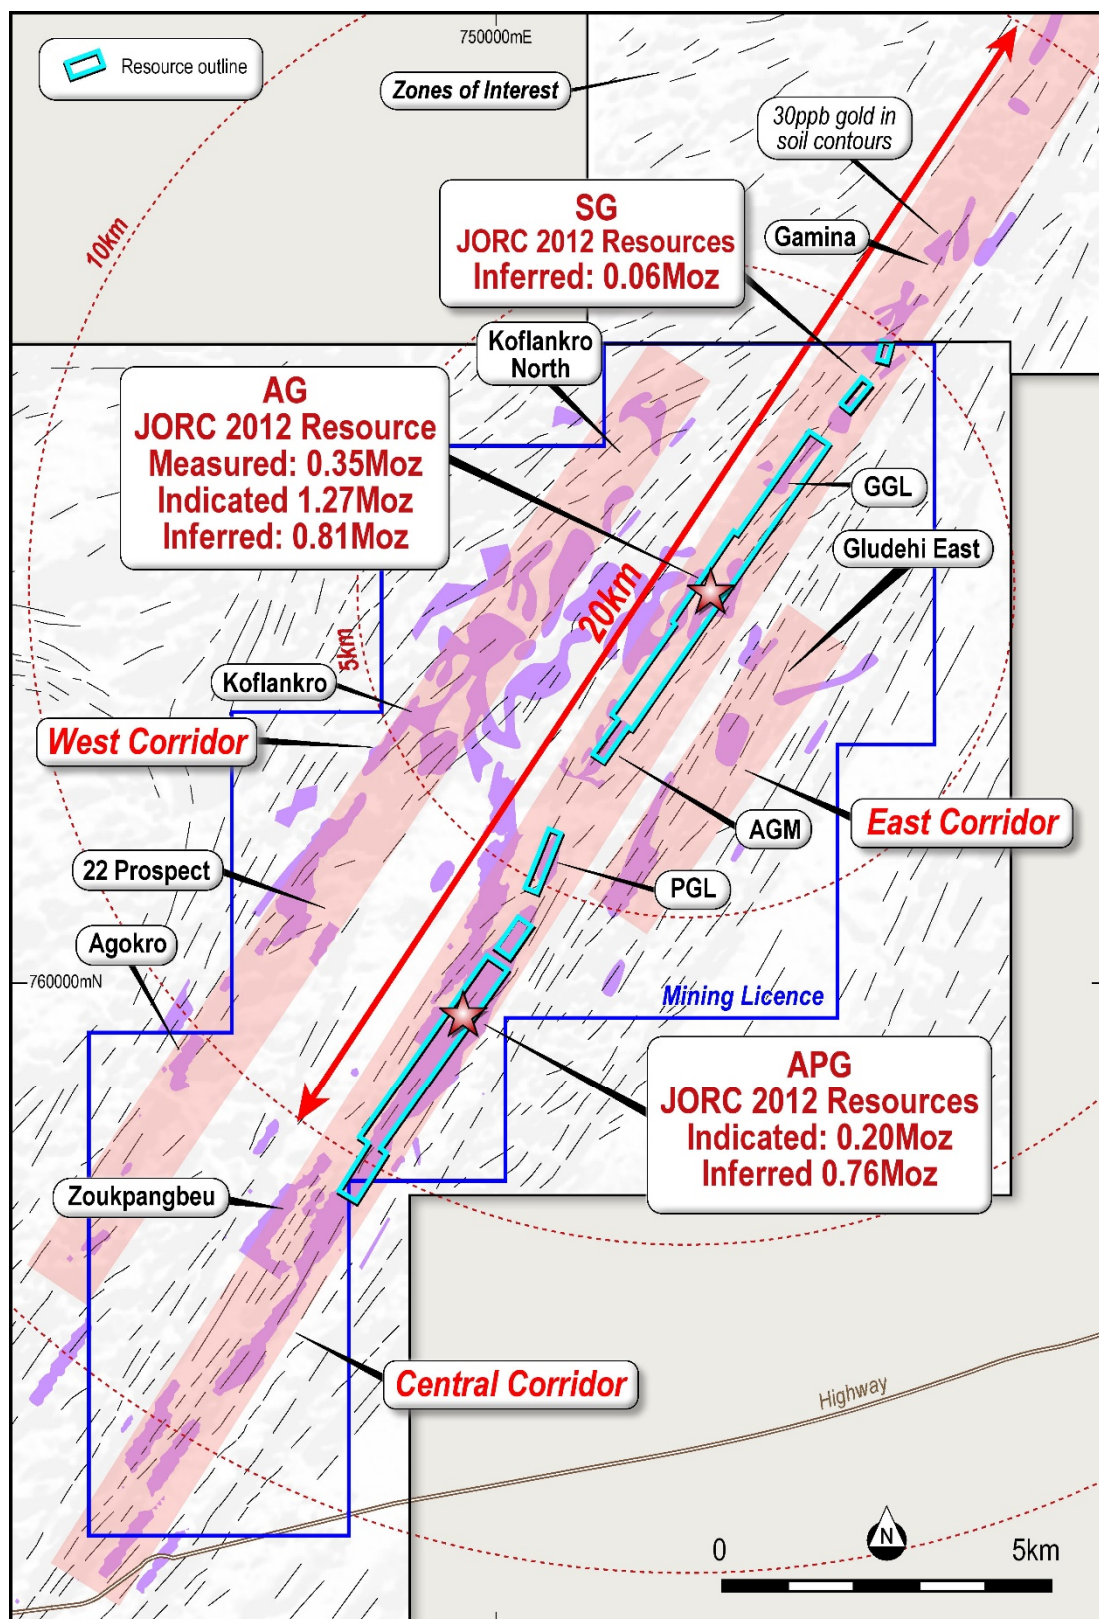 750000mE
Resource outline
Zones of Interest
30ppb gold in
soil contours
10km
SG
JORC 2012 Resources
Inferred: 0.06Moz
Gamina
Koflankro
North
AG
JORC 2012 Resource
Measured: 0.35Moz
Indicated 1.27Moz
Inferred: 0.81Moz
GGL
Gludehi East
20km
5km
Koflankro
West Corridor
AGM
East Corridor
22 Prospect
PGL
Agokro
760000mN
Mining Licence
APG
JORC 2012 Resources
Indicated: 0.20Moz
Inferred 0.76Moz
Zoukpangbeu
Central Corridor
Highway
N
0
5km